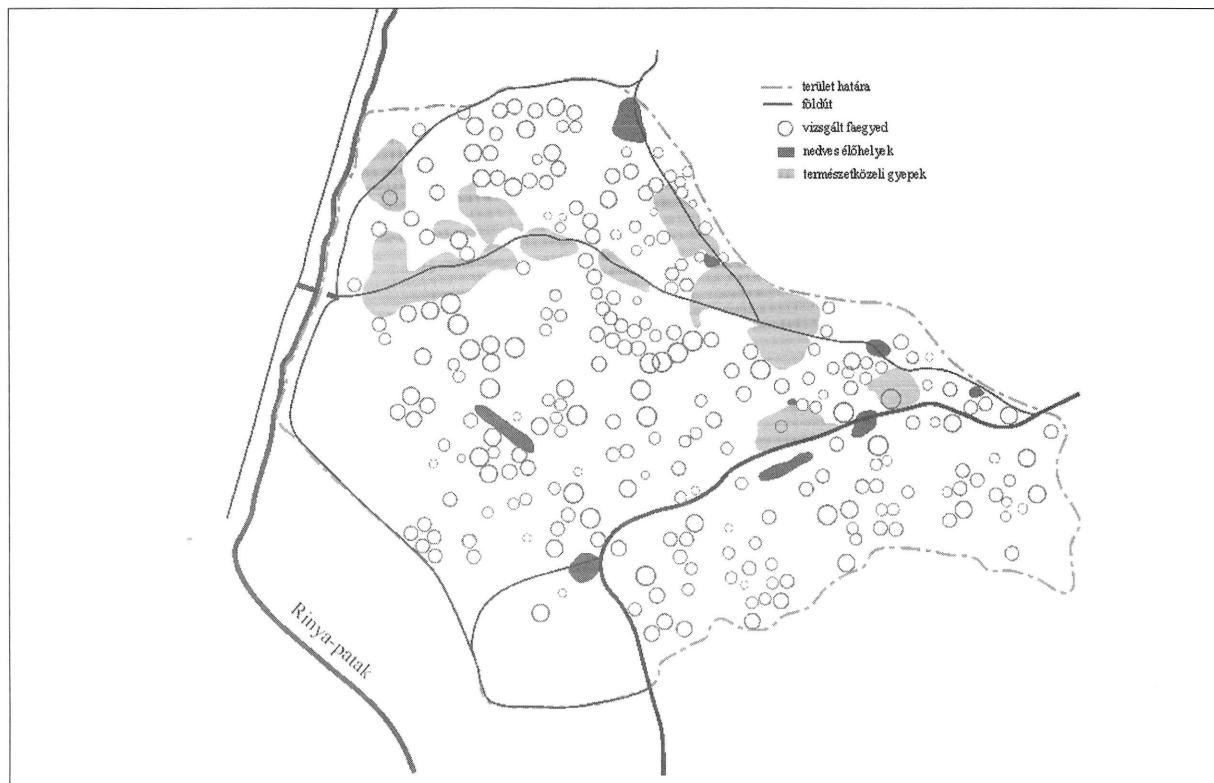 terület határa
földút
vizsgált faegyed
nedves élőhelyek
természetközeli gyepek
Rinya-patak